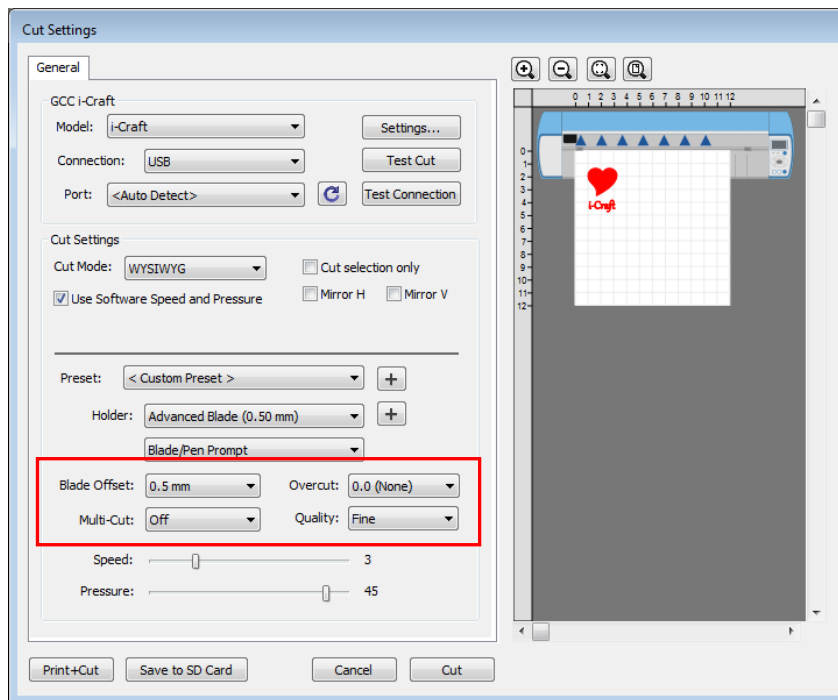 Cut Settings
General
GCC i-Craft
Model: i-Craft Settings...
Connection: USB Test Cut
Port: <Auto Detect> Test Connection
Cut Settings
Cut Mode: WYSIWYG Cut selection only
Use Software Speed and Pressure Mirror H Mirror V
Preset: < Custom Preset > +
Holder: Advanced Blade (0.50 mm) +
Blade/Pen Prompt
Blade Offset: 0.5 mm Overcut: 0.0 (None)
Multi-Cut: Off Quality: Fine
Speed: 3
Pressure: 45
Print+Cut Save to SD Card Cancel Cut
0 1 2 3 4 5 6 7 8 9 10 11 12
0
1
2
3
4
5
6
7
8
9
10
11
12
i-Craft